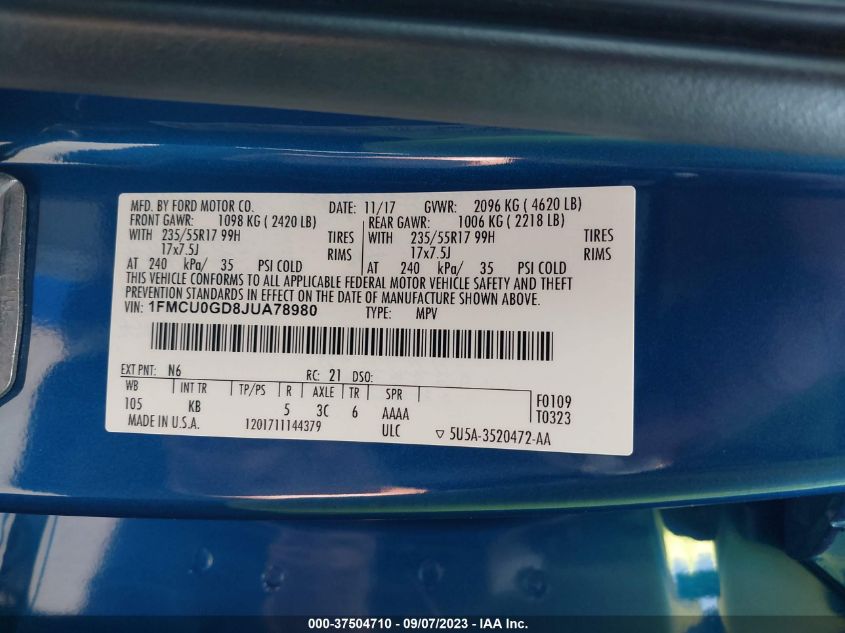 MFD. BY FORD MOTOR CO. DATE: 11/17 GVWR: 2096 KG ( 4620 LB)
FRONT GAWR: 1098 KG ( 2420 LB) REAR GAWR: 1006 KG ( 2218 LB)
WITH 235/55R17 99H TIRES WITH 235/55R17 99H TIRES
17x7.5J RIMS 17x7.5J RIMS
AT 240 kPa/ 35 PSI COLD AT 240 kPa/ 35 PSI COLD
THIS VEHICLE CONFORMS TO ALL APPLICABLE FEDERAL MOTOR VEHICLE SAFETY AND THEFT
PREVENTION STANDARDS IN EFFECT ON THE DATE OF MANUFACTURE SHOWN ABOVE.
VIN: 1FMCU0GD8JUA78980 TYPE: MPV
EXT PNT: N6 RC: 21 DSO:
WB INT TR TP/PS R AXLE TR SPR F0109
105 KB 5 3C 6 AAAA T0323
MADE IN U.S.A. 1201711144379 ULC ▽ 5U5A-3520472-AA
000-37504710 - 09/07/2023 - IAA Inc.